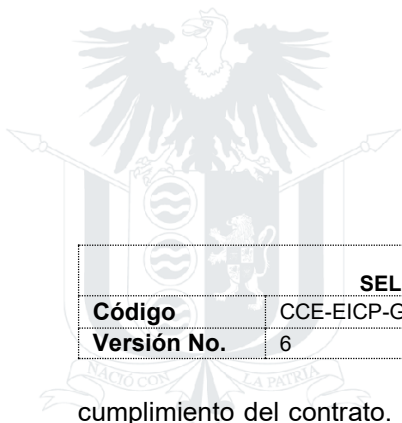 SEL
Código CCE-EICP-G
Versión No. 6
NACIÓ CON LA PATRIA
cumplimiento del contrato.